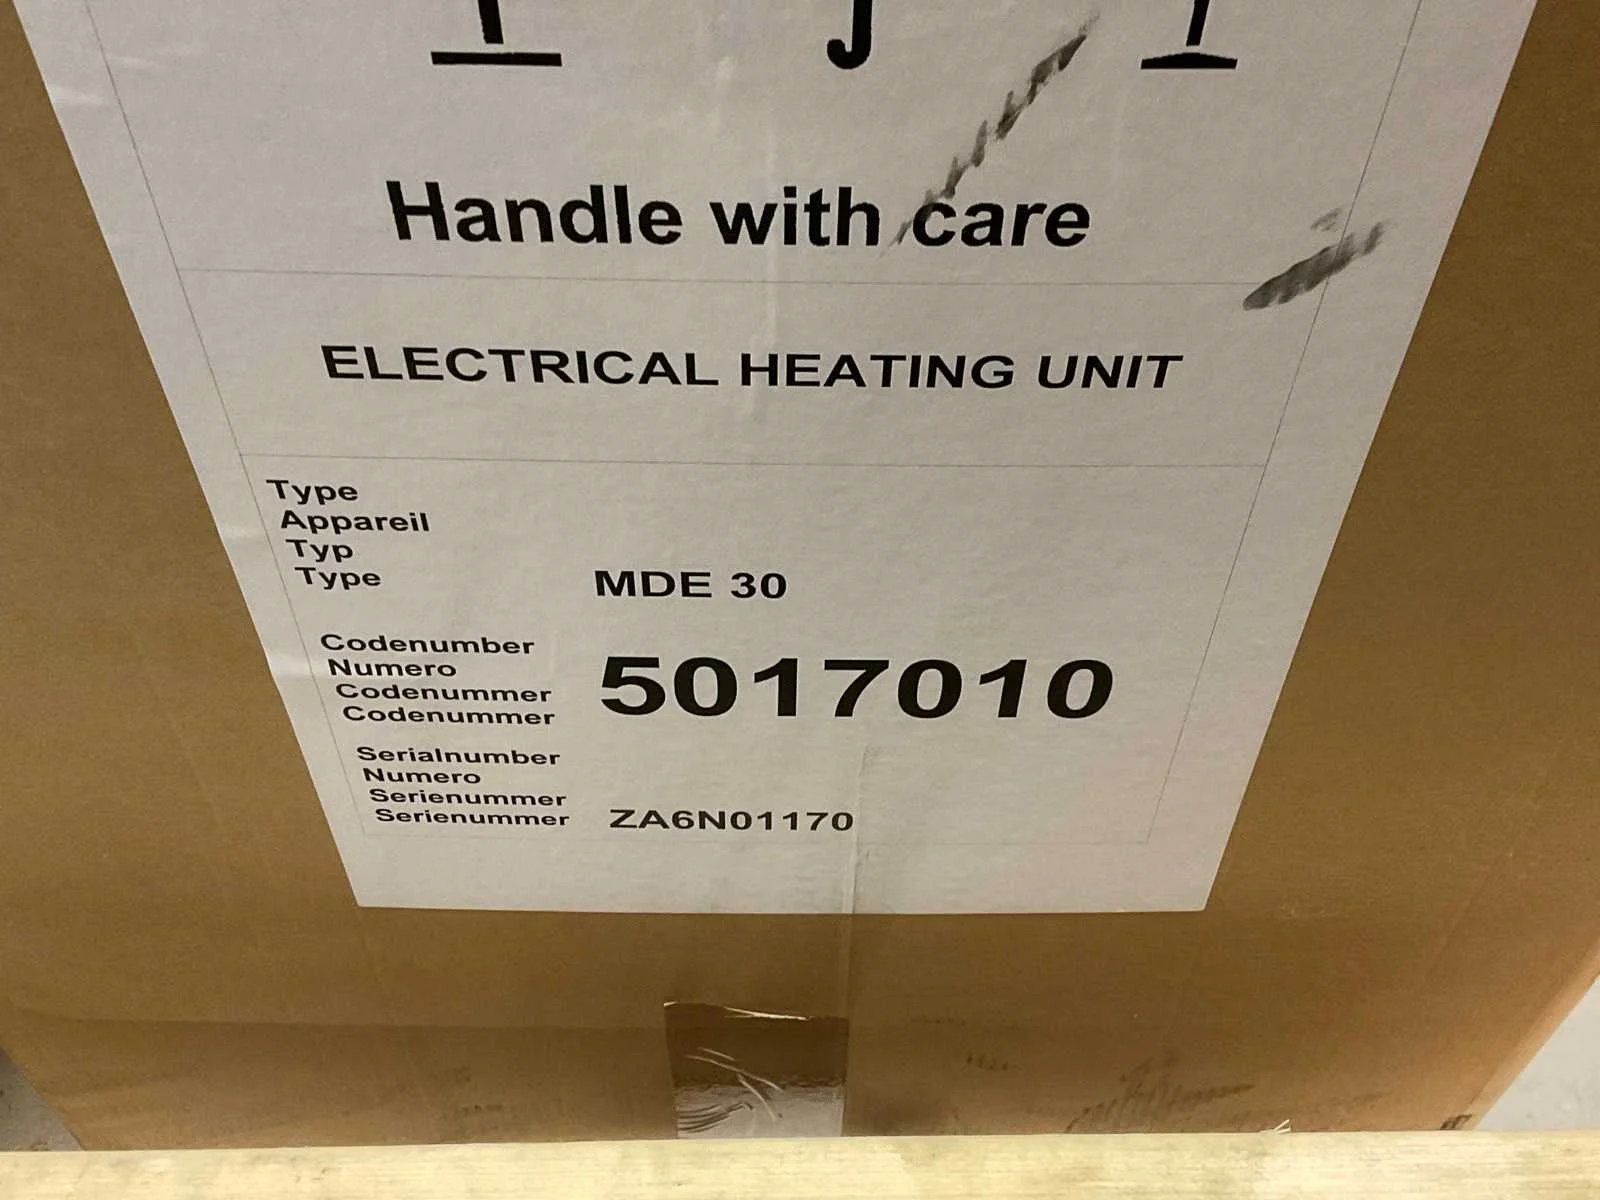 Handle with care
ELECTRICAL HEATING UNIT
Type
Appareil
Typ
Type MDE 30
Codenumber
Numero
Codenummer
Codenummer
5017010
Serialnumber
Numero
Serienummer
Serienummer ZA6N01170